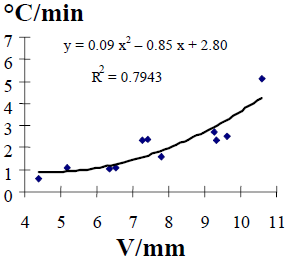 °C/min
7
y = 0.09 x² – 0.85 x + 2.80
6
R² = 0.7943
5
4
3
2
1
0
4 5 6 7 8 9 10 11
V/mm